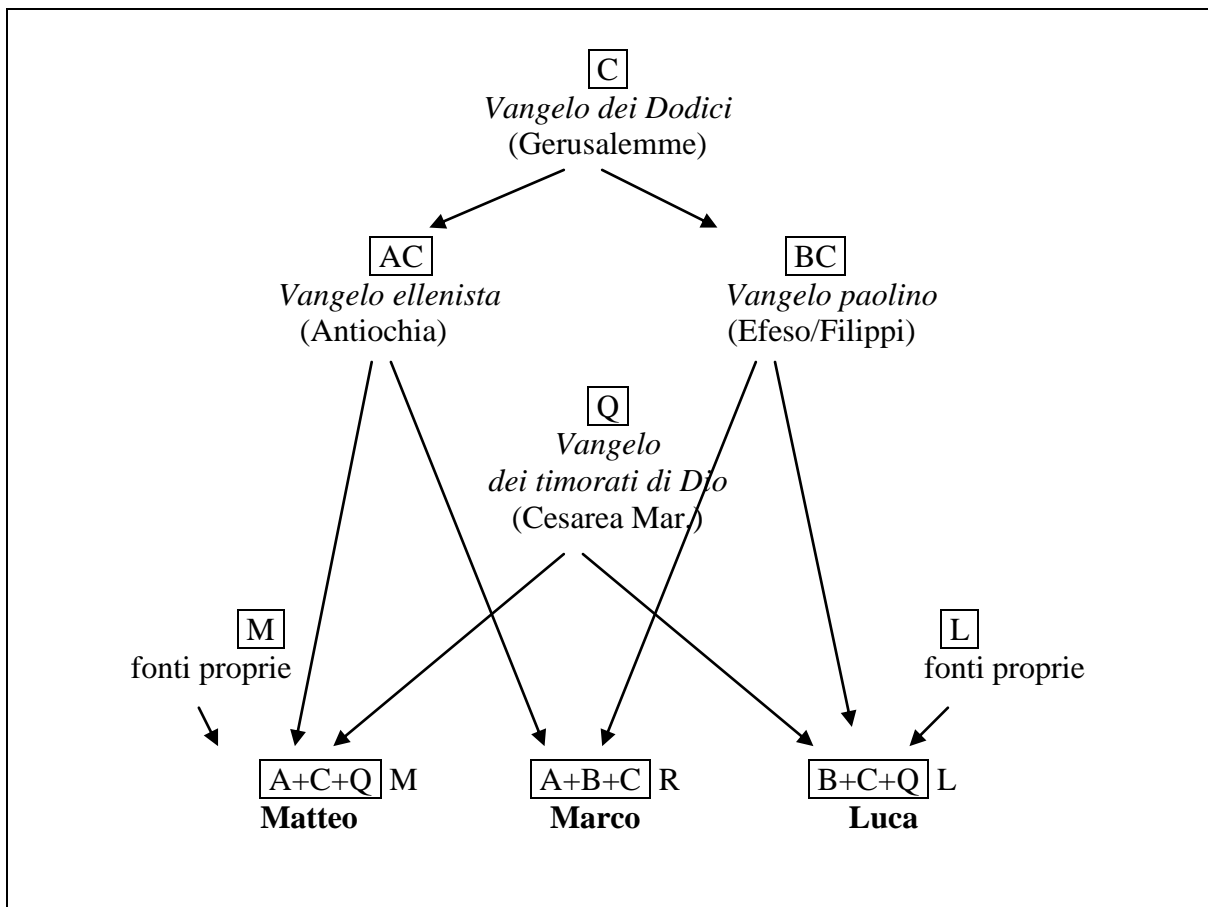 C
Vangelo dei Dodici
(Gerusalemme)
AC
Vangelo ellenista
(Antiochia)
BC
Vangelo paolino
(Efeso/Filippi)
Q
Vangelo
dei timorati di Dio
(Cesarea Mar.)
M
fonti proprie
L
fonti proprie
A+C+Q M
Matteo
A+B+C R
Marco
B+C+Q L
Luca